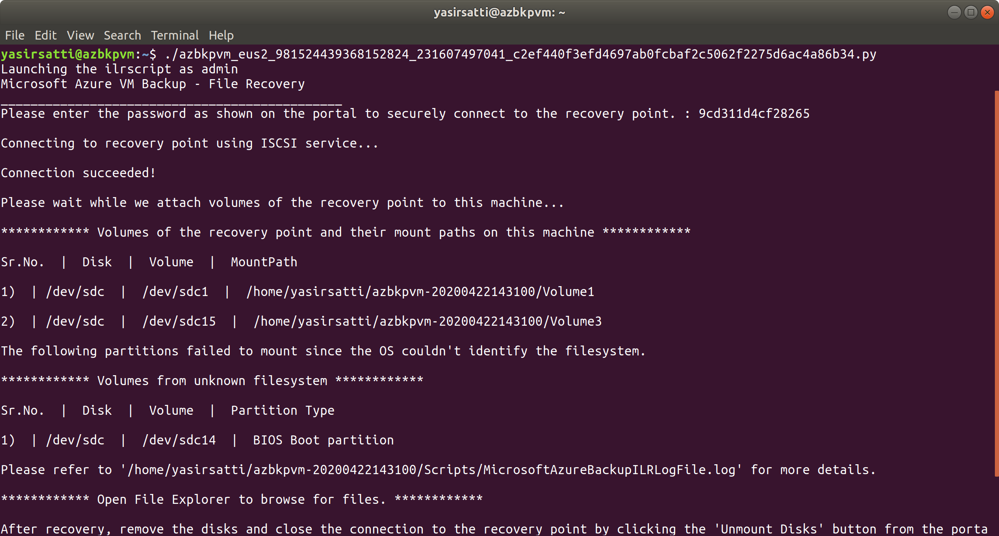 yasirsatti@azbkpvm: ~
File Edit View Search Terminal Help
yasirsatti@azbkpvm:~$ ./azbkpvm_eus2_981524439368152824_231607497041_c2ef440f3efd4697ab0fcbaf2c5062f2275d6ac4a86b34.py
Launching the ilrscript as admin
Microsoft Azure VM Backup - File Recovery
______________________________________________
Please enter the password as shown on the portal to securely connect to the recovery point. : 9cd311d4cf28265

Connecting to recovery point using ISCSI service...

Connection succeeded!

Please wait while we attach volumes of the recovery point to this machine...

************ Volumes of the recovery point and their mount paths on this machine ************

Sr.No.  |  Disk  |  Volume  |  MountPath

1)  | /dev/sdc  |  /dev/sdc1  |  /home/yasirsatti/azbkpvm-20200422143100/Volume1

2)  | /dev/sdc  |  /dev/sdc15  |  /home/yasirsatti/azbkpvm-20200422143100/Volume3

The following partitions failed to mount since the OS couldn't identify the filesystem.

************ Volumes from unknown filesystem ************

Sr.No.  |  Disk  |  Volume  |  Partition Type

1)  | /dev/sdc  |  /dev/sdc14  |  BIOS Boot partition

Please refer to '/home/yasirsatti/azbkpvm-20200422143100/Scripts/MicrosoftAzureBackupILRLogFile.log' for more details.

************ Open File Explorer to browse for files. ************

After recovery, remove the disks and close the connection to the recovery point by clicking the 'Unmount Disks' button from the porta